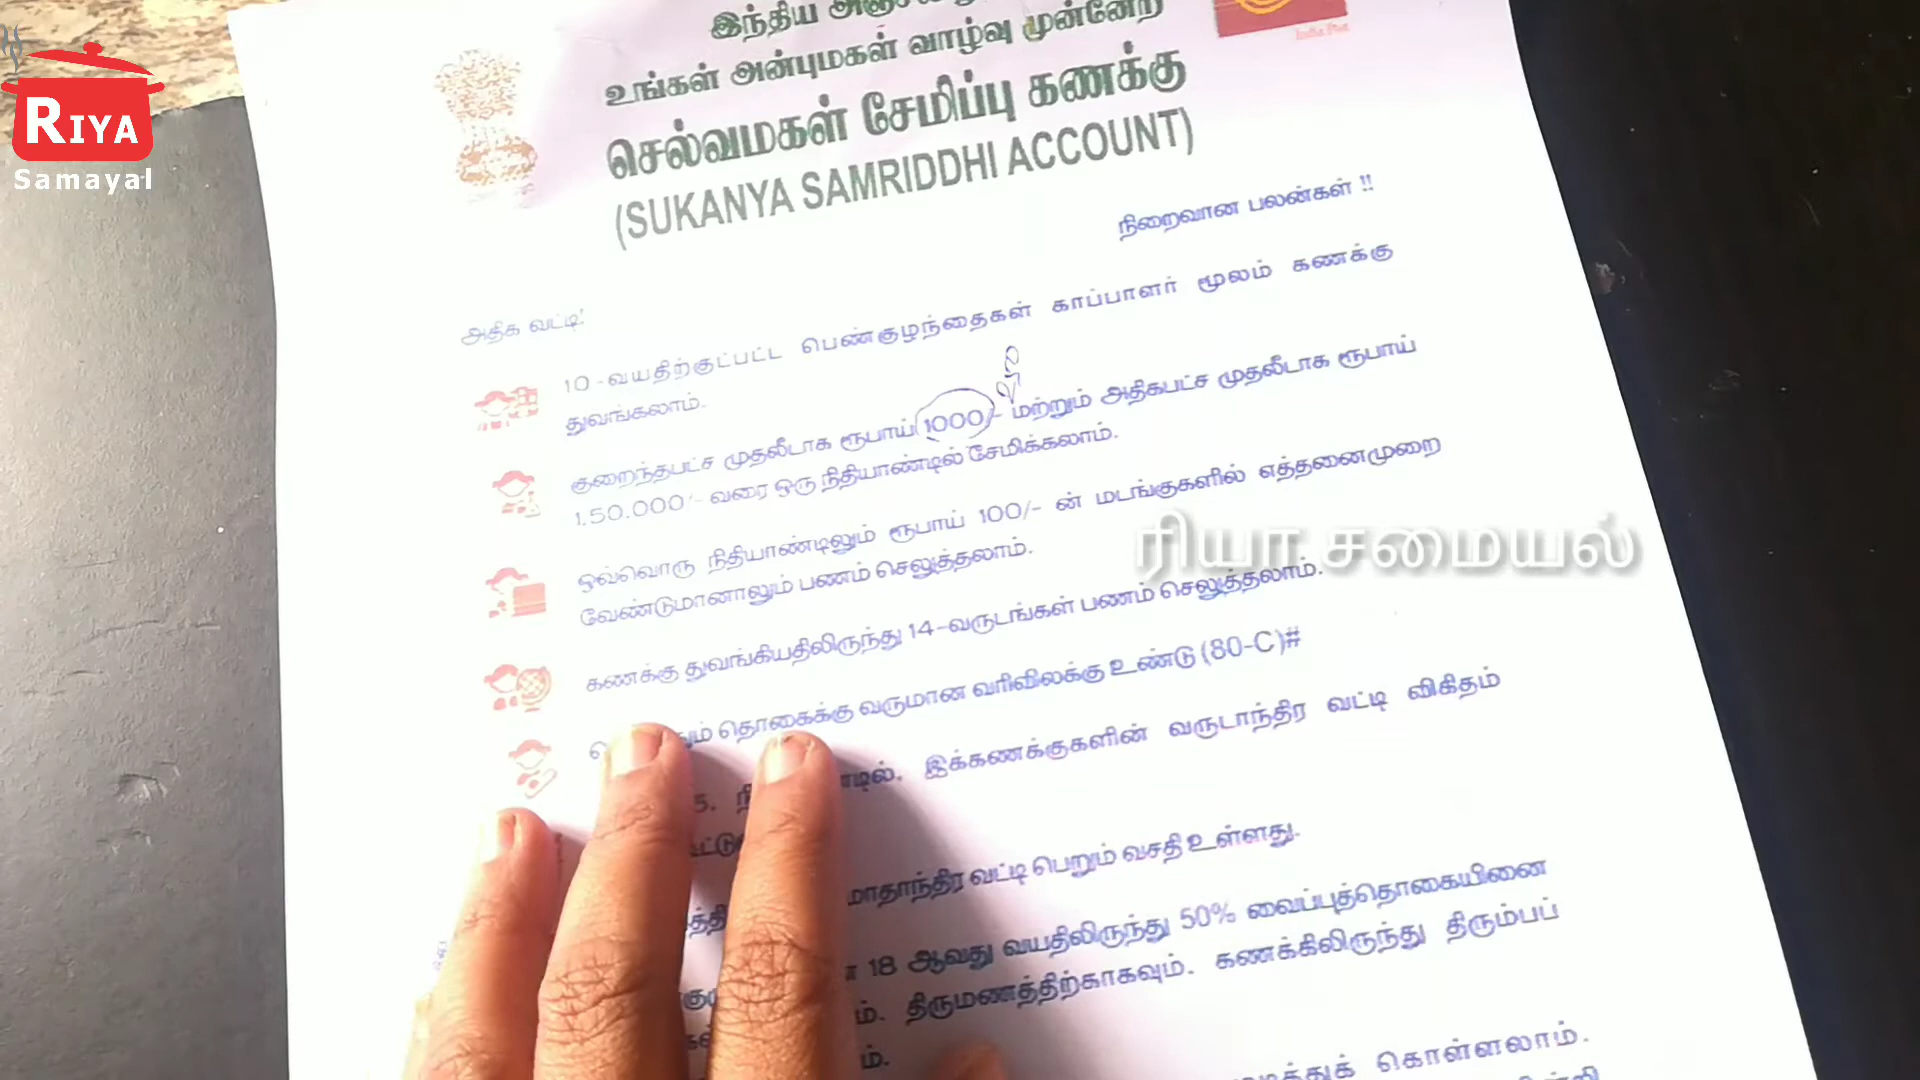 RIYA
Samayal
இந்திய
உங்கள் அன்புமகள் வாழ்வு முன்னேற
செல்வமகள் சேமிப்பு கணக்கு
(SUKANYA SAMRIDDHI ACCOUNT)
India Post
நிறைவான பலன்கள் !!
அதிக வட்டி!
10 -வயதிற்குட்பட்ட பெண்குழந்தைகள் காப்பாளர் மூலம் கணக்கு
துவங்கலாம்.
குறைந்தபட்ச முதலீடாக ரூபாய் 1000/- மற்றும் அதிகபட்ச முதலீடாக ரூபாய்
1,50,000/- வரை ஒரு நிதியாண்டில் சேமிக்கலாம்.
ஒவ்வொரு நிதியாண்டிலும் ரூபாய் 100/- ன் மடங்குகளில் எத்தனைமுறை
வேண்டுமானாலும் பணம் செலுத்தலாம்.
ரியா சமையல்
கணக்கு துவங்கியதிலிருந்து 14-வருடங்கள் பணம் செலுத்தலாம்.
தொகைக்கு வருமான வரிவிலக்கு உண்டு (80-C)#
5. இக்கணக்குகளின் வருடாந்திர வட்டி விகிதம்
மாதாந்திர வட்டி பெறும் வசதி உள்ளது.
18 ஆவது வயதிலிருந்து 50% வைப்புத்தொகையினை
திருமணத்திற்காகவும். கணக்கிலிருந்து திரும்பப்
கொள்ளலாம்.